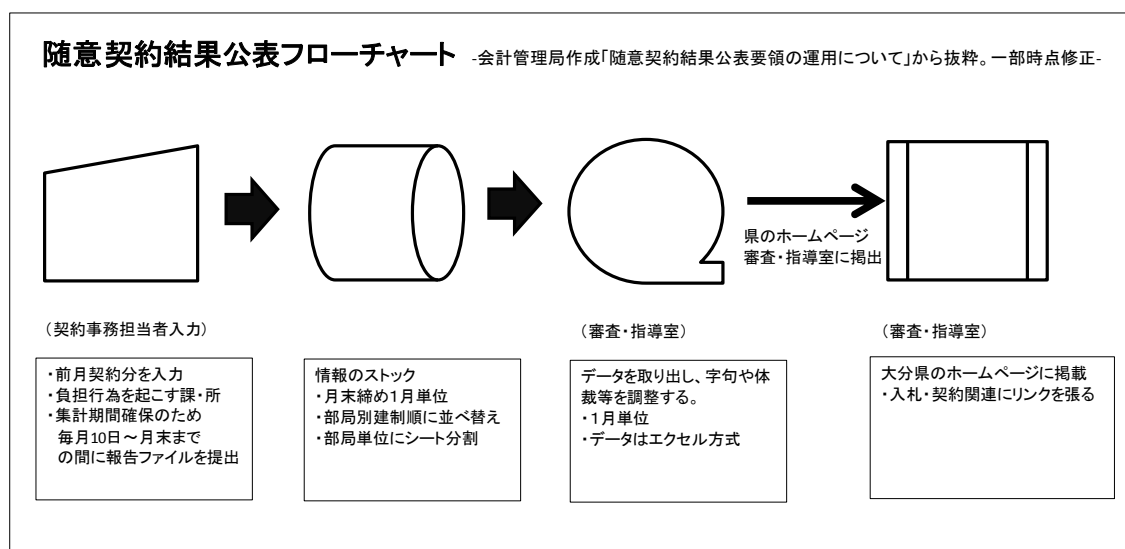 随意契約結果公表フローチャート -会計管理局作成「随意契約結果公表要領の運用について」から抜粋。一部時点修正-
県のホームページ
審査・指導室に掲出
（契約事務担当者入力）
・前月契約分を入力
・負担行為を起こす課・所
・集計期間確保のため
毎月10日～月末まで
の間に報告ファイルを提出
情報のストック
・月末締め1月単位
・部局別建制順に並べ替え
・部局単位にシート分割
（審査・指導室）
データを取り出し、字句や体
裁等を調整する。
・1月単位
・データはエクセル方式
（審査・指導室）
大分県のホームページに掲載
・入札・契約関連にリンクを張る